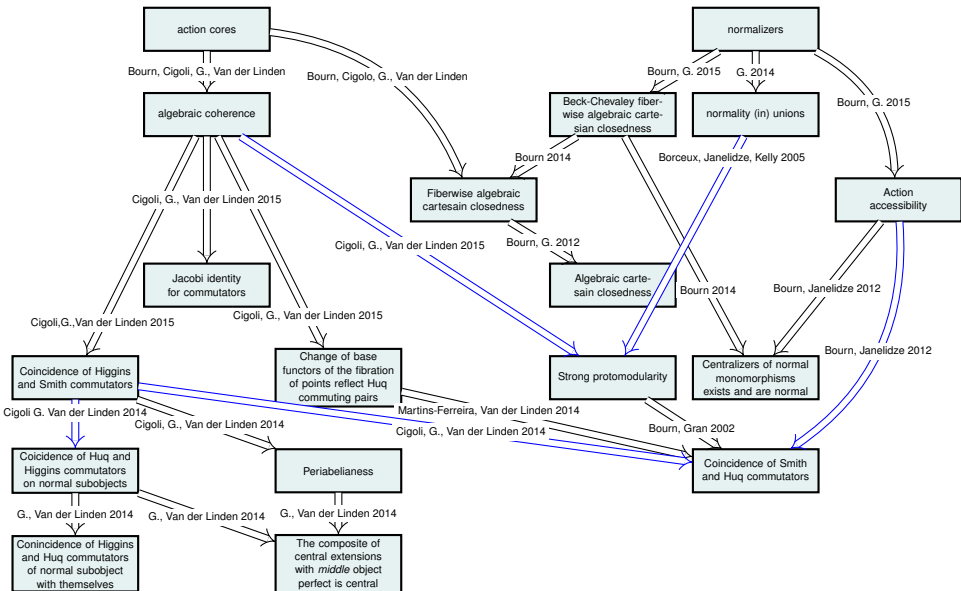 action cores
normalizers
Bourn, Cigoli, G., Van der Linden
Bourn, Cigolo, G., Van der Linden
Bourn, G. 2015
G. 2014
Bourn, G. 2015
algebraic coherence
Beck-Chevaley fiber-
wise algebraic carte-
sian closedness
normality (in) unions
Bourn 2014
Borceux, Janelidze, Kelly 2005
Cigoli, G., Van der Linden 2015
Fiberwise algebraic
cartesain closedness
Action
accessibility
Cigoli, G., Van der Linden 2015
Bourn, G. 2012
Jacobi identity
for commutators
Algebraic carte-
sain closedness
Bourn 2014
Bourn, Janelidze 2012
Cigoli,G.,Van der Linden 2015
Cigoli, G., Van der Linden 2015
Bourn, Janelidze 2012
Coincidence of Higgins
and Smith commutators
Change of base
functors of the fibration
of points reflect Huq
commuting pairs
Strong protomodularity
Centralizers of normal
monomorphisms
exists and are normal
Cigoli G. Van der Linden 2014
Cigoli, G., Van der Linden 2014
Martins-Ferreira, Van der Linden 2014
Cigoli, G., Van der Linden 2014
Bourn, Gran 2002
Coicidence of Huq and
Higgins commutators
on normal subobjects
Periabelianess
Coincidence of Smith
and Huq commutators
G., Van der Linden 2014
G., Van der Linden 2014
G., Van der Linden 2014
Conincidence of Higgins
and Huq commutators
of normal subobject
with themselves
The composite of
central extensions
with middle object
perfect is central